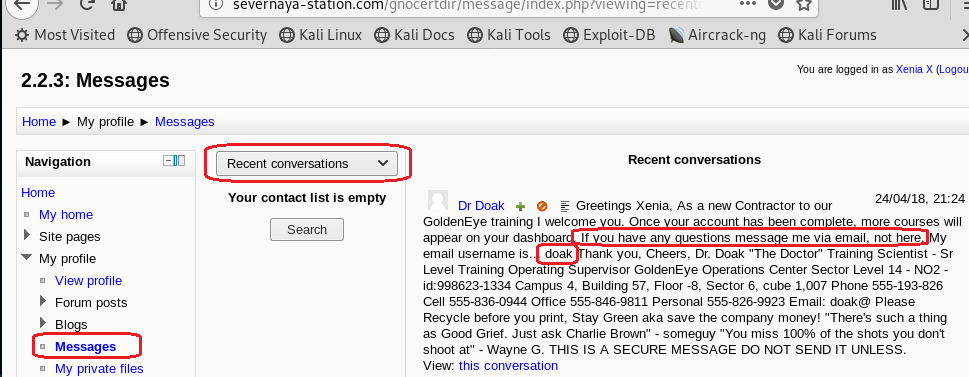 severnaya-station.com/gnocertdir/message/index.php?viewing=recentc
Most Visited Offensive Security Kali Linux Kali Docs Kali Tools Exploit-DB Aircrack-ng Kali Forums
You are logged in as Xenia X (Logou
2.2.3: Messages
Home ► My profile ► Messages
Navigation
Home
My home
Site pages
My profile
View profile
Forum posts
Blogs
Messages
My private files
Recent conversations
Your contact list is empty
Search
Recent conversations
24/04/18, 21:24
Dr Doak Greetings Xenia, As a new Contractor to our
GoldenEye training I welcome you. Once your account has been complete, more courses will
appear on your dashboard. If you have any questions message me via email, not here. My
email username is... doak Thank you, Cheers, Dr. Doak "The Doctor" Training Scientist - Sr
Level Training Operating Supervisor GoldenEye Operations Center Sector Level 14 - NO2 -
id:998623-1334 Campus 4, Building 57, Floor -8, Sector 6, cube 1,007 Phone 555-193-826
Cell 555-836-0944 Office 555-846-9811 Personal 555-826-9923 Email: doak@ Please
Recycle before you print, Stay Green aka save the company money! "There's such a thing
as Good Grief. Just ask Charlie Brown" - someguy "You miss 100% of the shots you don't
shoot at" - Wayne G. THIS IS A SECURE MESSAGE DO NOT SEND IT UNLESS.
View: this conversation